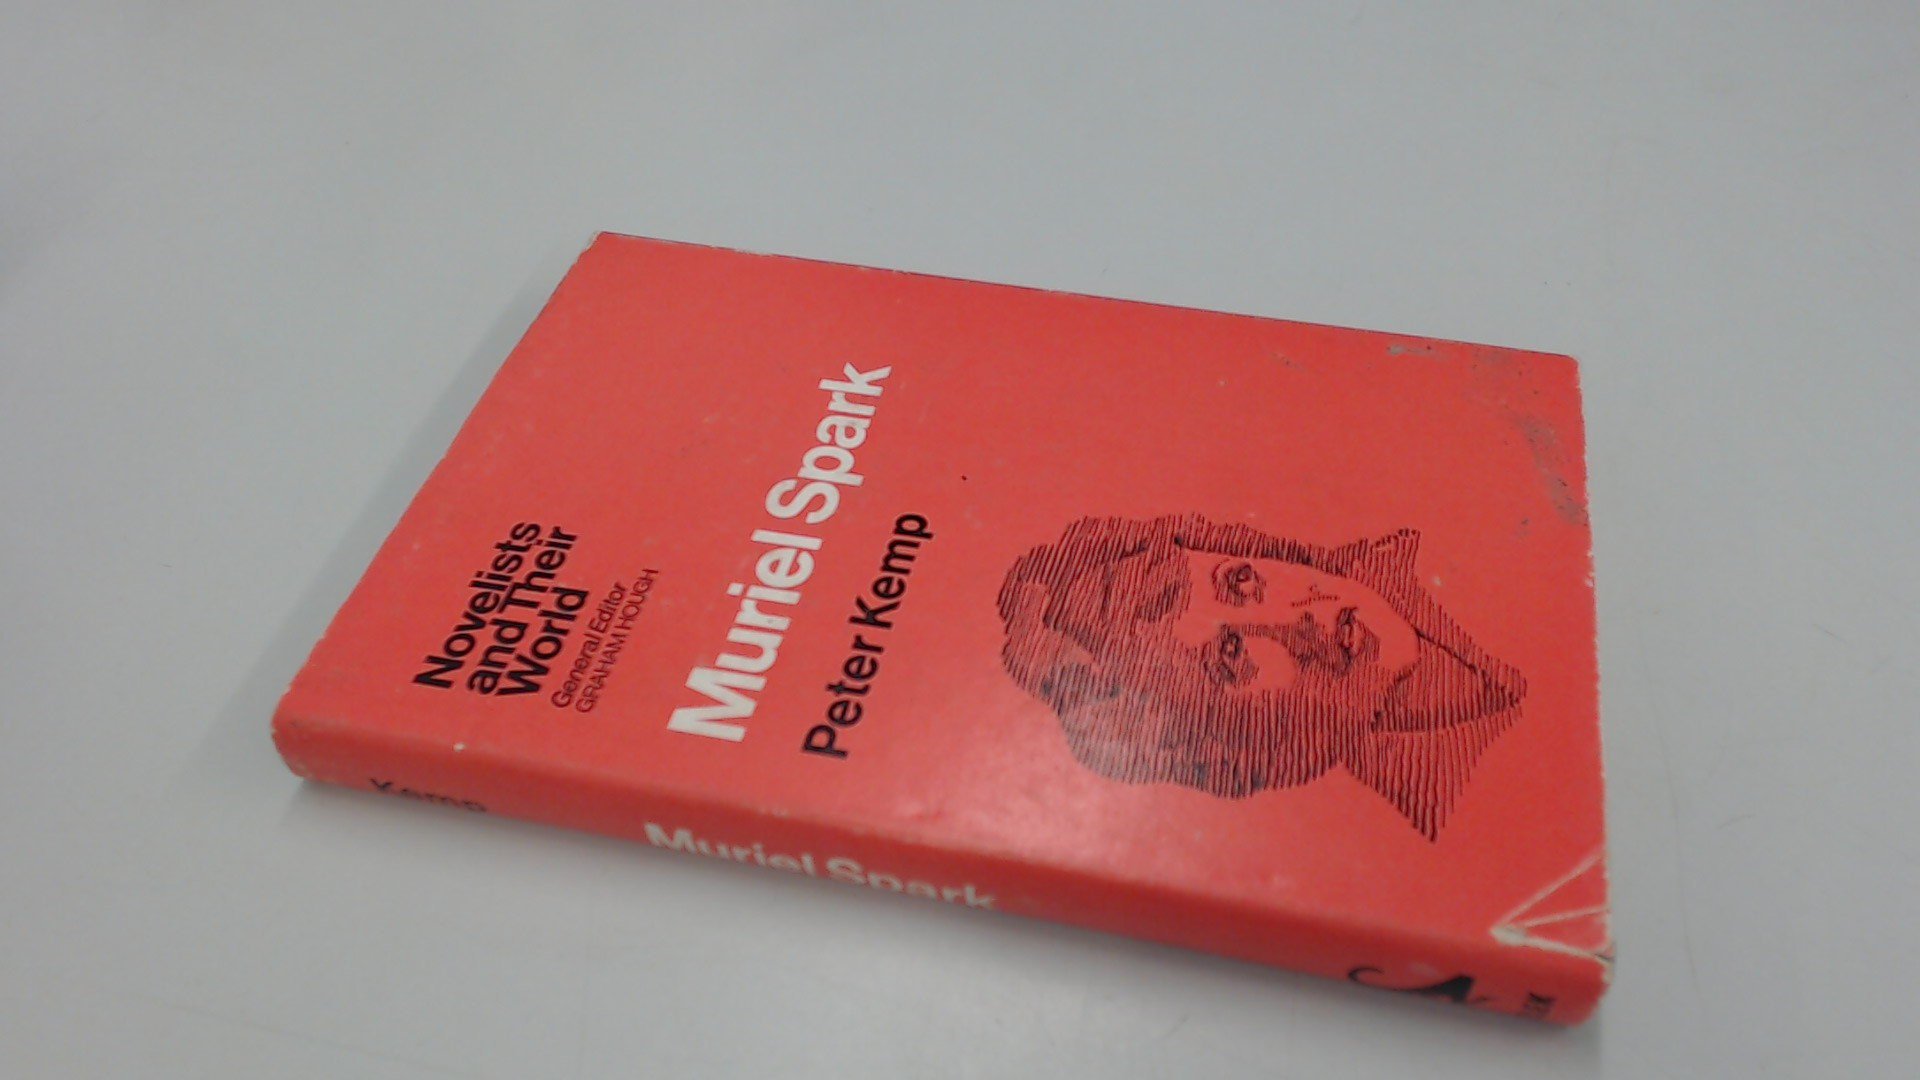 Novelists
and Their
World
General Editor
GRAHAM HOUGH
Muriel Spark
Peter Kemp
Kemp
Muriel Spark